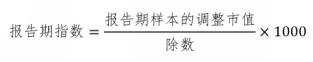 报告期指数 = 报告期样本的调整市值 / 除数 × 1000